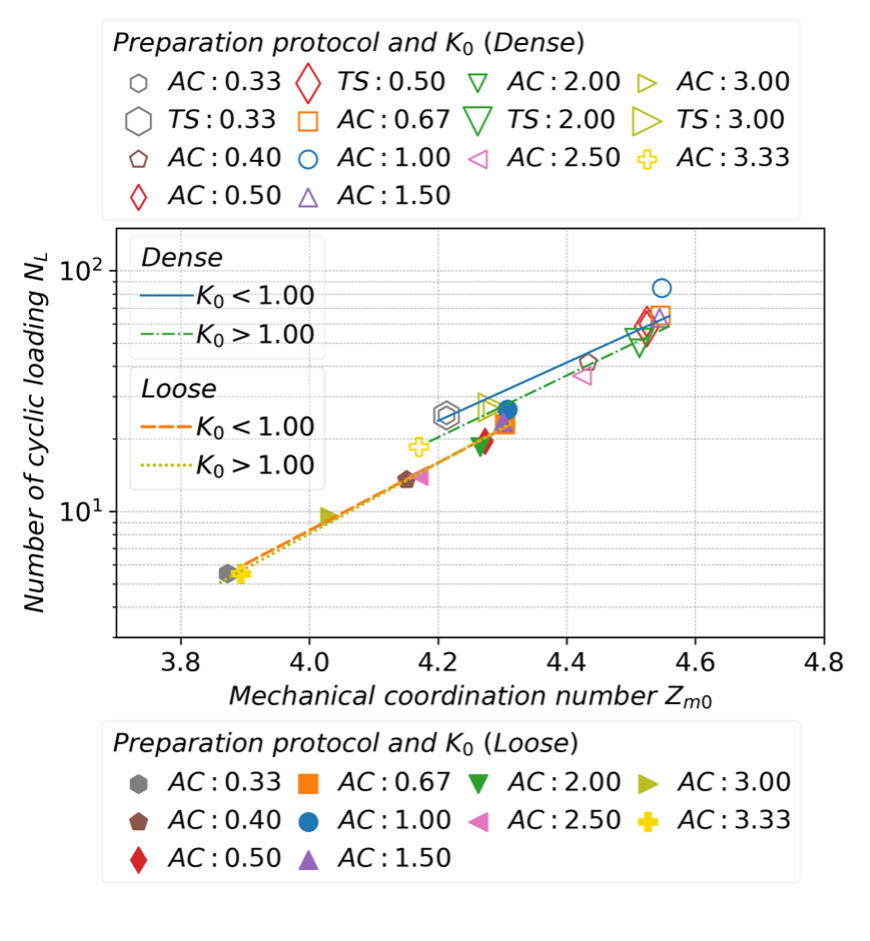 Preparation protocol and K₀ (Dense)
AC : 0.33 TS : 0.50 AC : 2.00 AC : 3.00
TS : 0.33 AC : 0.67 TS : 2.00 TS : 3.00
AC : 0.40 AC : 1.00 AC : 2.50 AC : 3.33
AC : 0.50 AC : 1.50
Number of cyclic loading N_L
10²
10¹
Dense
K₀ < 1.00
K₀ > 1.00
Loose
K₀ < 1.00
K₀ > 1.00
3.8 4.0 4.2 4.4 4.6 4.8
Mechanical coordination number Z_{m0}
Preparation protocol and K₀ (Loose)
AC : 0.33 AC : 0.67 AC : 2.00 AC : 3.00
AC : 0.40 AC : 1.00 AC : 2.50 AC : 3.33
AC : 0.50 AC : 1.50